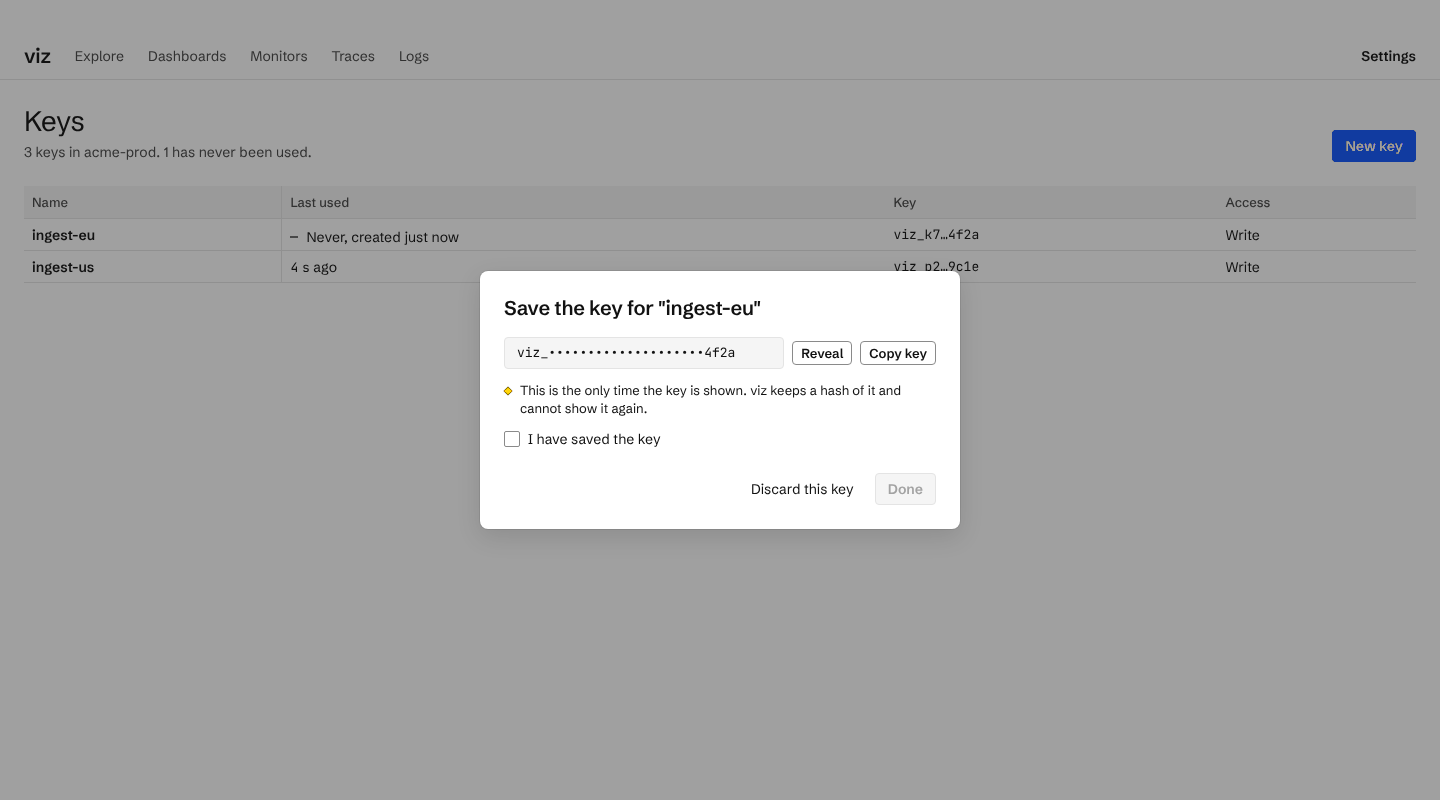 viz Explore Dashboards Monitors Traces Logs Settings
Keys
3 keys in acme-prod. 1 has never been used.
New key
Name Last used Key Access
ingest-eu – Never, created just now viz_k7…4f2a Write
ingest-us 4 s ago viz_p2…9c1e Write
Save the key for "ingest-eu"
viz_••••••••••••••••••••4f2a Reveal Copy key
This is the only time the key is shown. viz keeps a hash of it and
cannot show it again.
I have saved the key
Discard this key Done